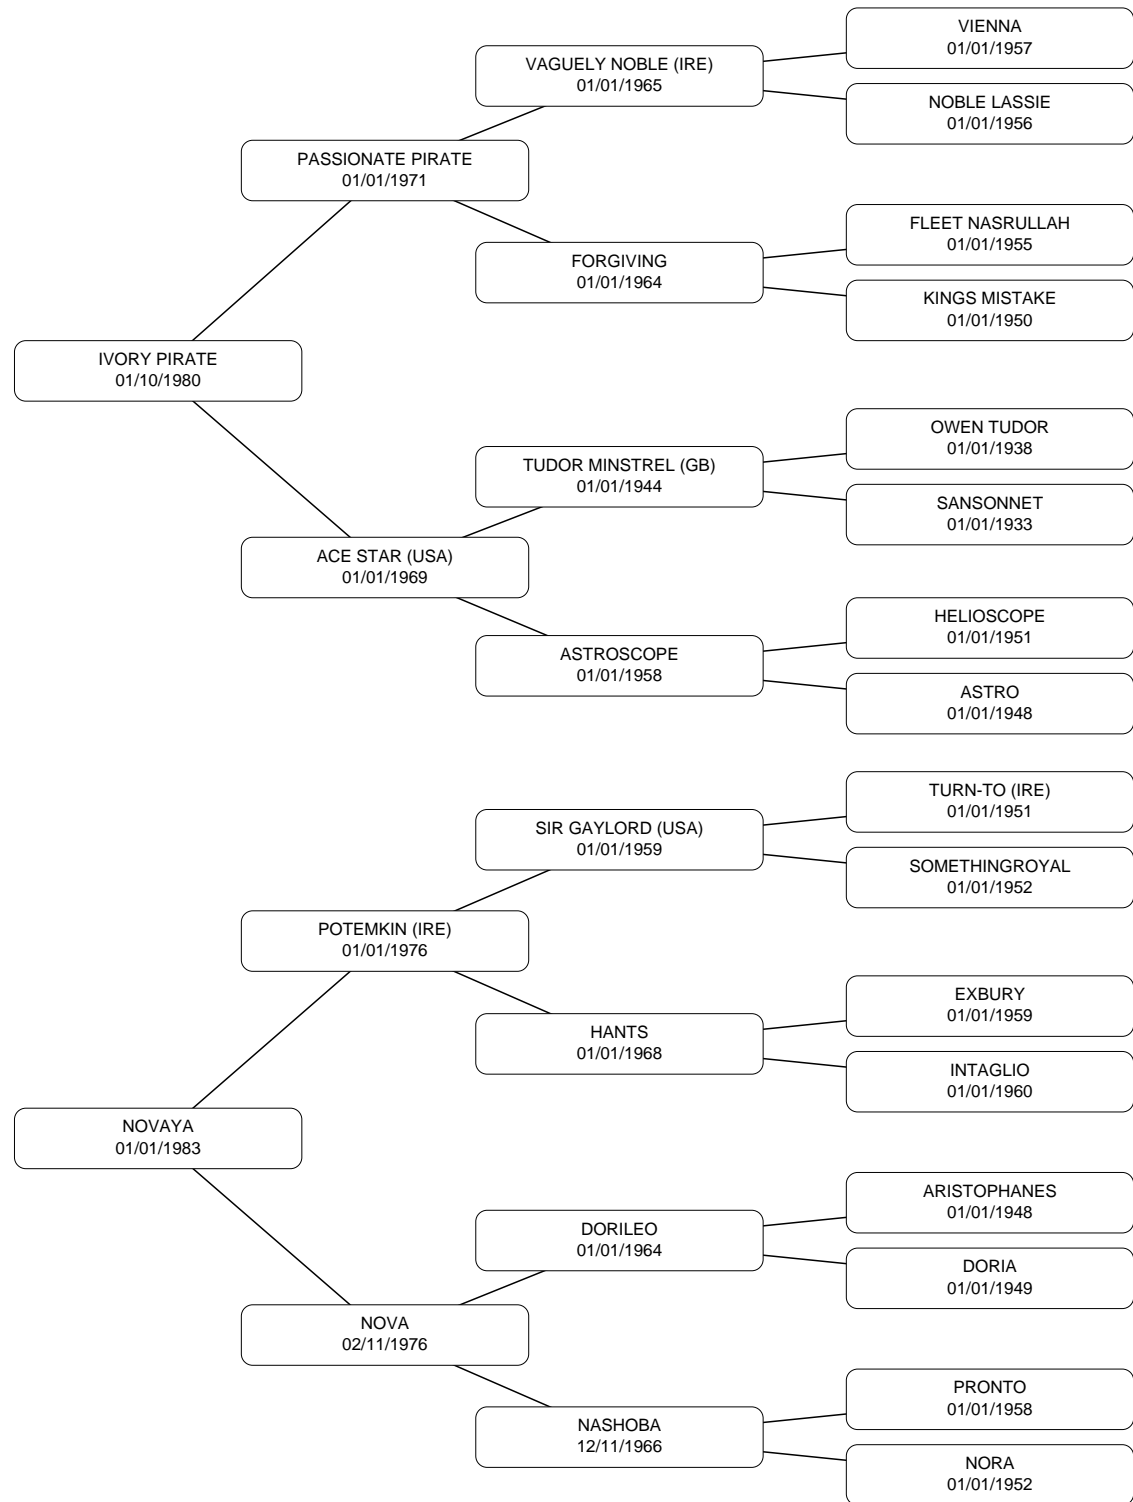 VIENNA
01/01/1957
VAGUELY NOBLE (IRE)
01/01/1965
NOBLE LASSIE
01/01/1956
PASSIONATE PIRATE
01/01/1971
FLEET NASRULLAH
01/01/1955
FORGIVING
01/01/1964
KINGS MISTAKE
01/01/1950
IVORY PIRATE
01/10/1980
OWEN TUDOR
01/01/1938
TUDOR MINSTREL (GB)
01/01/1944
SANSONNET
01/01/1933
ACE STAR (USA)
01/01/1969
HELIOSCOPE
01/01/1951
ASTROSCOPE
01/01/1958
ASTRO
01/01/1948
TURN-TO (IRE)
01/01/1951
SIR GAYLORD (USA)
01/01/1959
SOMETHINGROYAL
01/01/1952
POTEMKIN (IRE)
01/01/1976
EXBURY
01/01/1959
HANTS
01/01/1968
INTAGLIO
01/01/1960
NOVAYA
01/01/1983
ARISTOPHANES
01/01/1948
DORILEO
01/01/1964
DORIA
01/01/1949
NOVA
02/11/1976
PRONTO
01/01/1958
NASHOBA
12/11/1966
NORA
01/01/1952